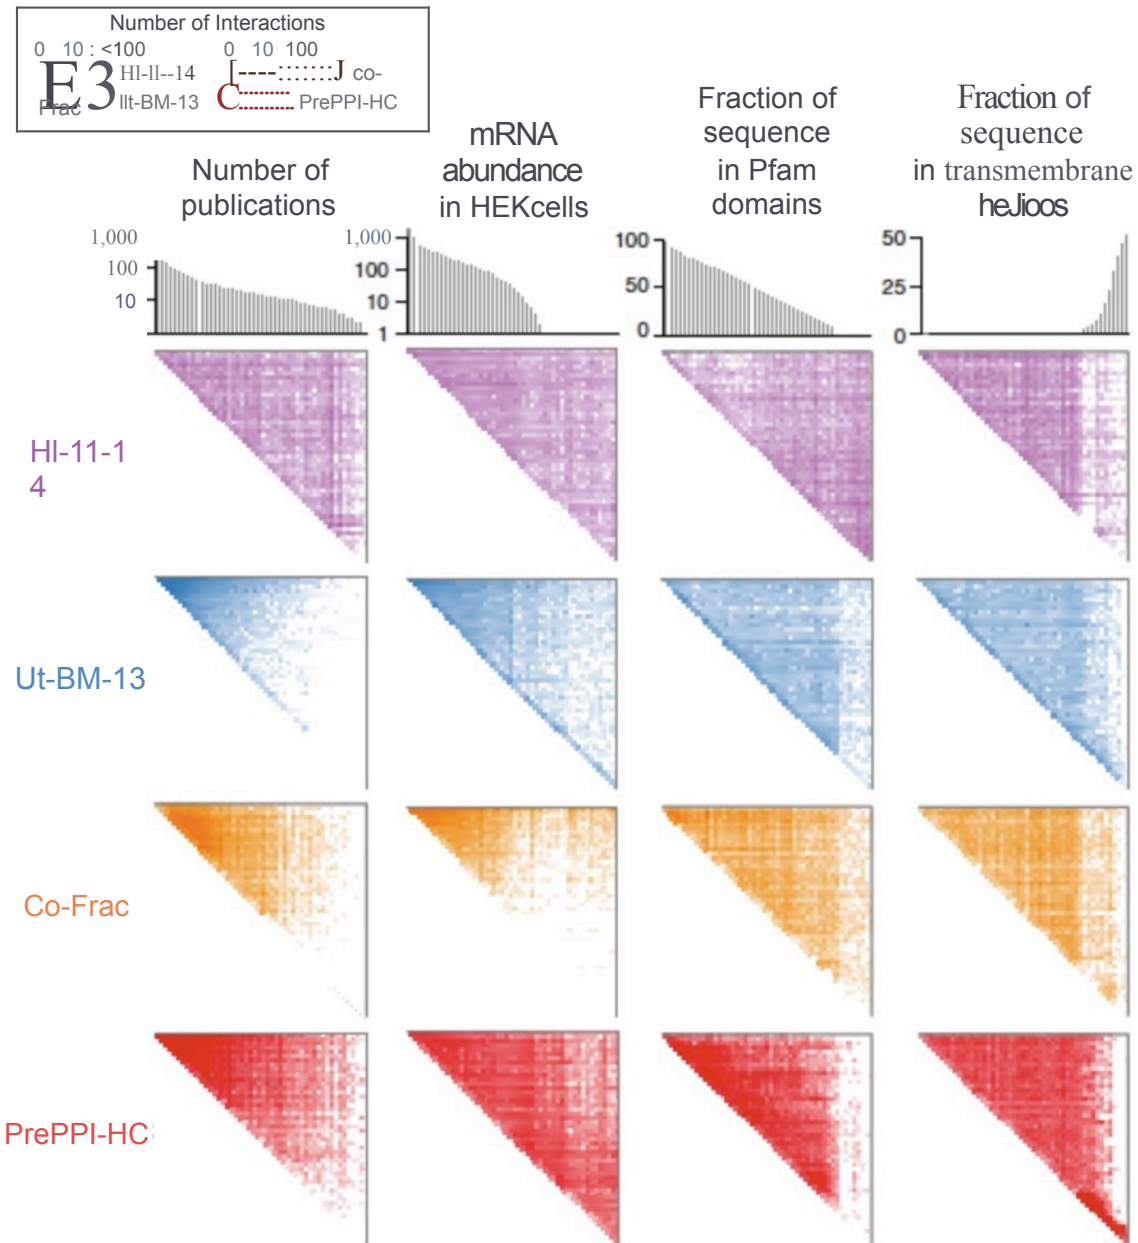 Number of Interactions
0 10 : <100 0 10 100
E3 HI-ll--14 [----::::::J co-
Frac llt-BM-13 C PrePPI-HC
Number of
publications
mRNA
abundance
in HEKcells
Fraction of
sequence
in Pfam
domains
Fraction of
sequence
in transmembrane
heJioos
1,000
100
10
1,000
100
10
1
100
50
0
50
25
0
HI-11-1
4
Ut-BM-13
Co-Frac
PrePPI-HC